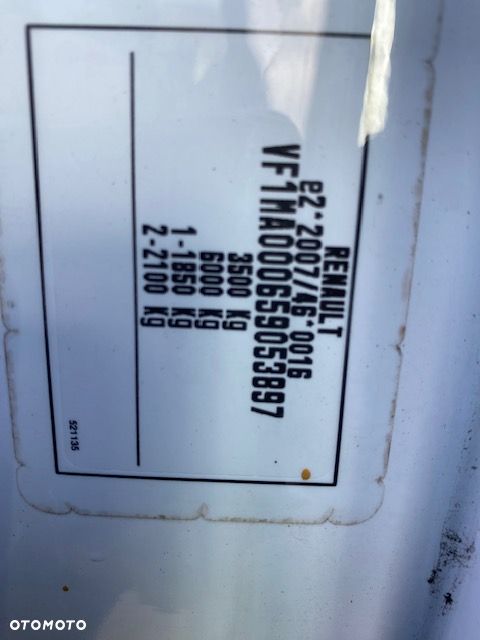 RENAULT
e2*2007/46*0016
VF1MA000659053897
3500 kg
6000 kg
1-1850 kg
2-2100 kg
521135
OTOMOTO